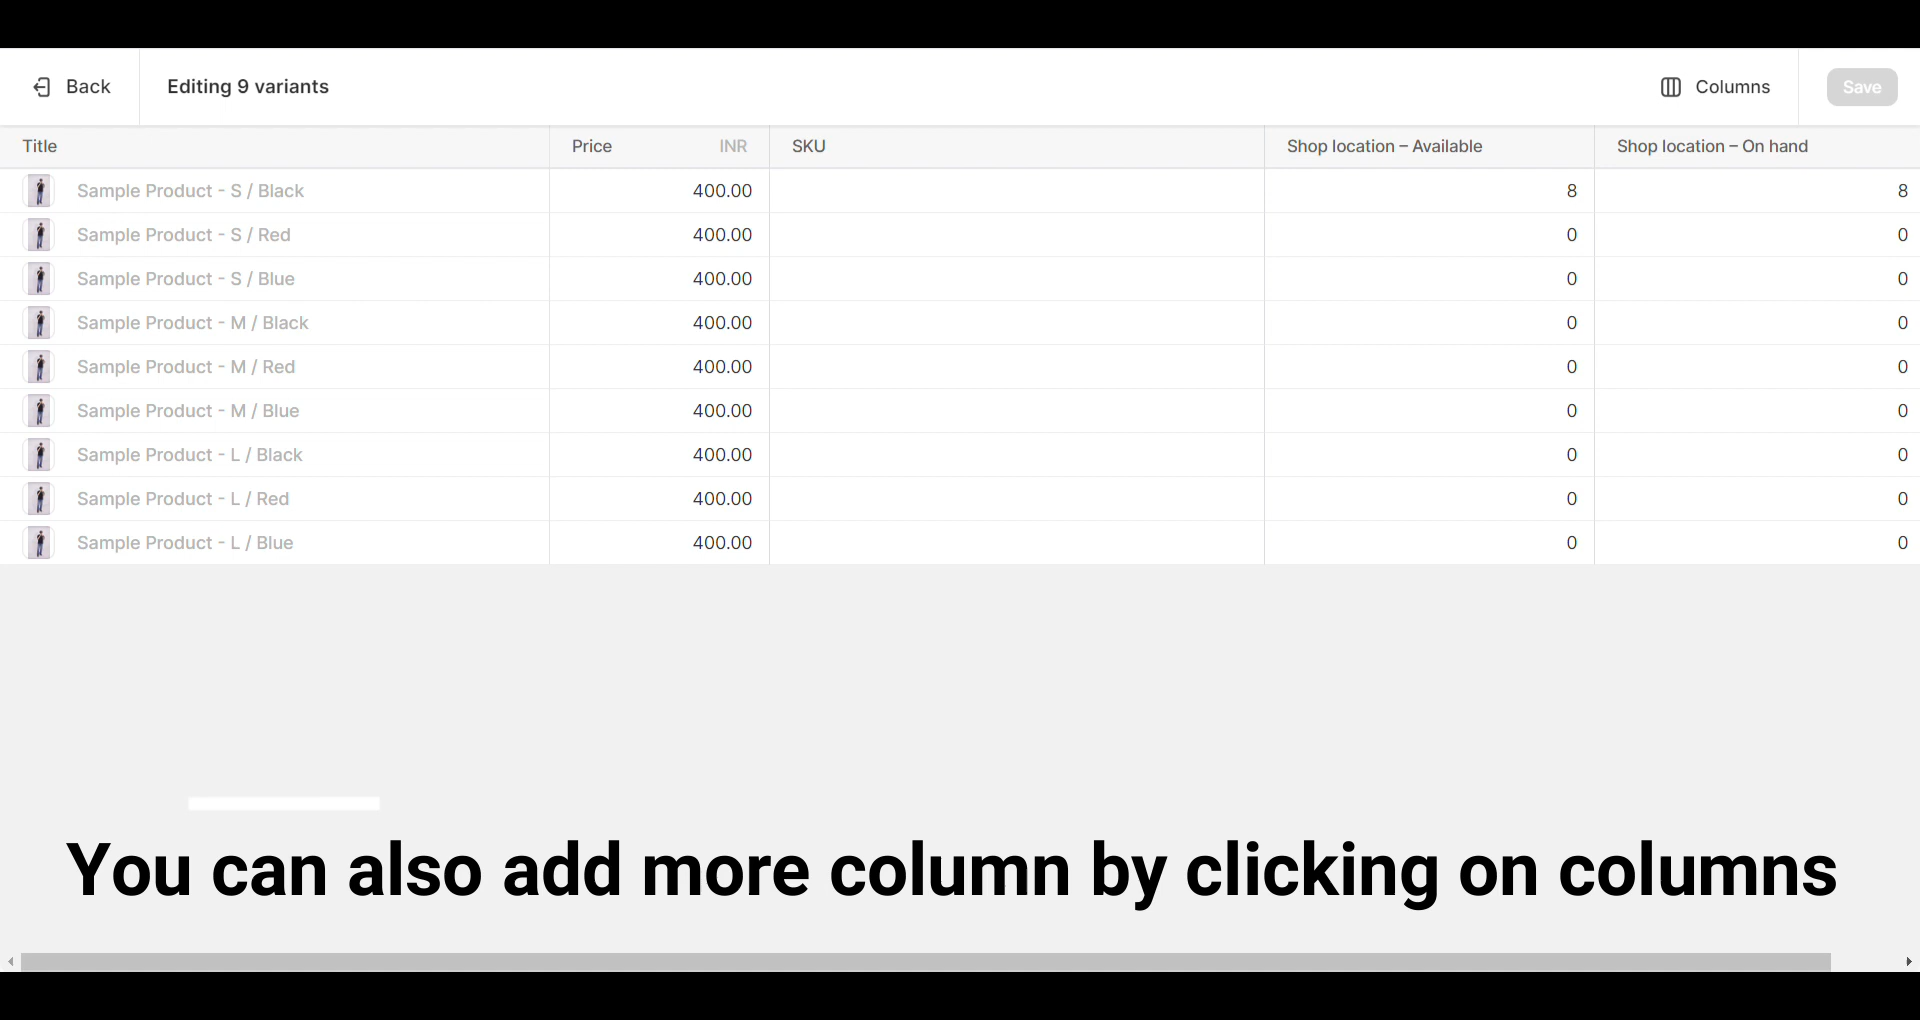 Back Editing 9 variants Columns Save
Title Price INR SKU Shop location – Available Shop location – On hand
Sample Product - S / Black 400.00 8 8
Sample Product - S / Red 400.00 0 0
Sample Product - S / Blue 400.00 0 0
Sample Product - M / Black 400.00 0 0
Sample Product - M / Red 400.00 0 0
Sample Product - M / Blue 400.00 0 0
Sample Product - L / Black 400.00 0 0
Sample Product - L / Red 400.00 0 0
Sample Product - L / Blue 400.00 0 0
You can also add more column by clicking on columns